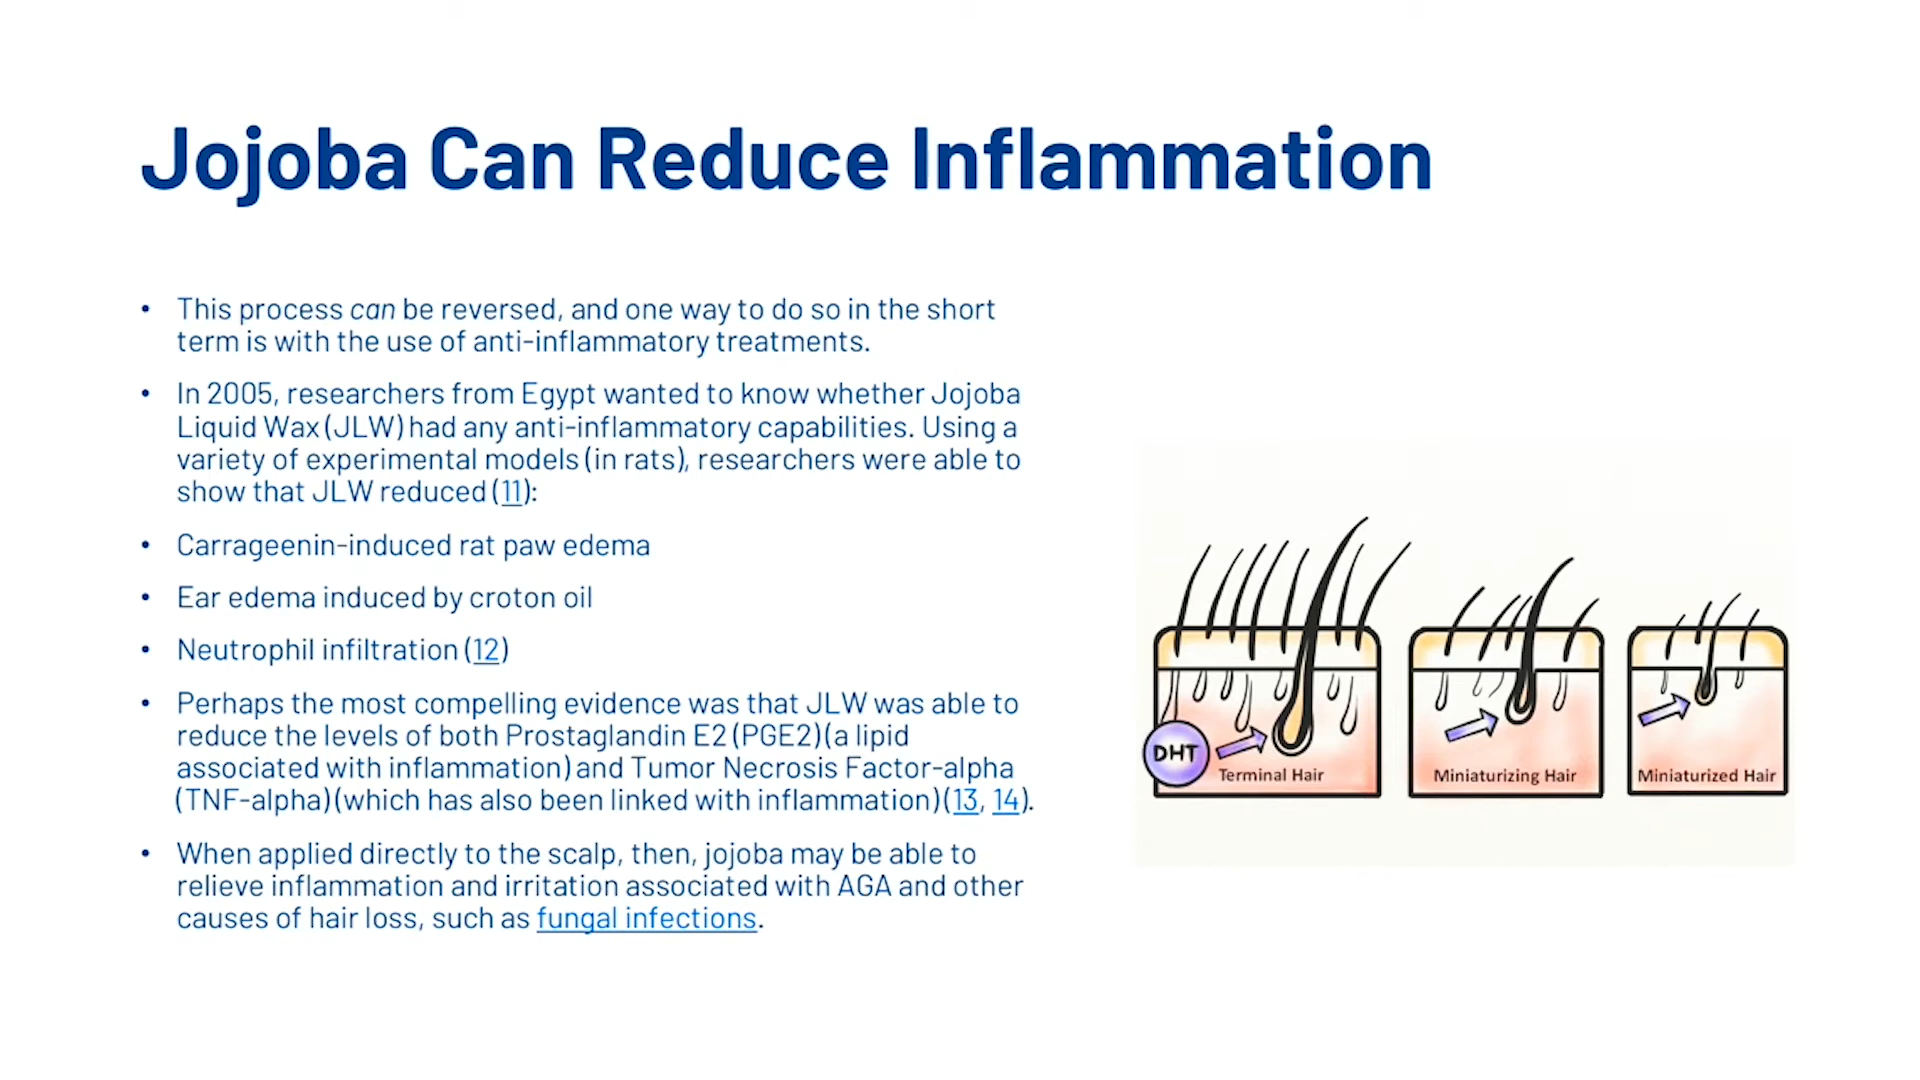 Jojoba Can Reduce Inflammation
• This process can be reversed, and one way to do so in the short
term is with the use of anti-inflammatory treatments.
• In 2005, researchers from Egypt wanted to know whether Jojoba
Liquid Wax (JLW) had any anti-inflammatory capabilities. Using a
variety of experimental models (in rats), researchers were able to
show that JLW reduced (11):
• Carrageenin-induced rat paw edema
• Ear edema induced by croton oil
• Neutrophil infiltration (12)
• Perhaps the most compelling evidence was that JLW was able to
reduce the levels of both Prostaglandin E2 (PGE2) (a lipid
associated with inflammation) and Tumor Necrosis Factor-alpha
(TNF-alpha) (which has also been linked with inflammation) (13, 14).
• When applied directly to the scalp, then, jojoba may be able to
relieve inflammation and irritation associated with AGA and other
causes of hair loss, such as fungal infections.
DHT
Terminal Hair
Miniaturizing Hair
Miniaturized Hair